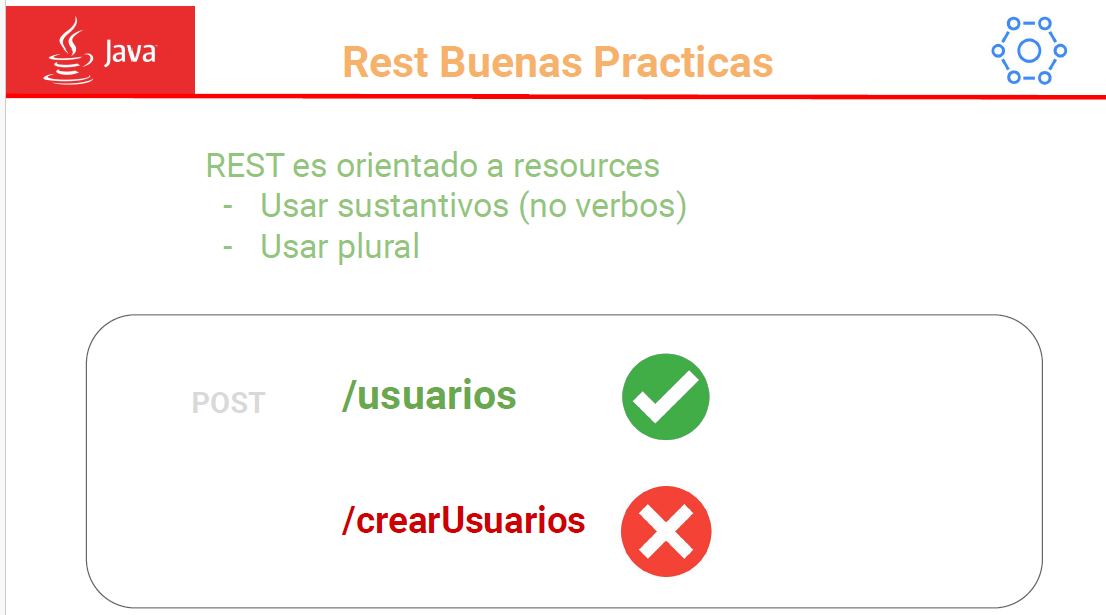 Java
Rest Buenas Practicas
REST es orientado a resources
- Usar sustantivos (no verbos)
- Usar plural
POST /usuarios
/crearUsuarios